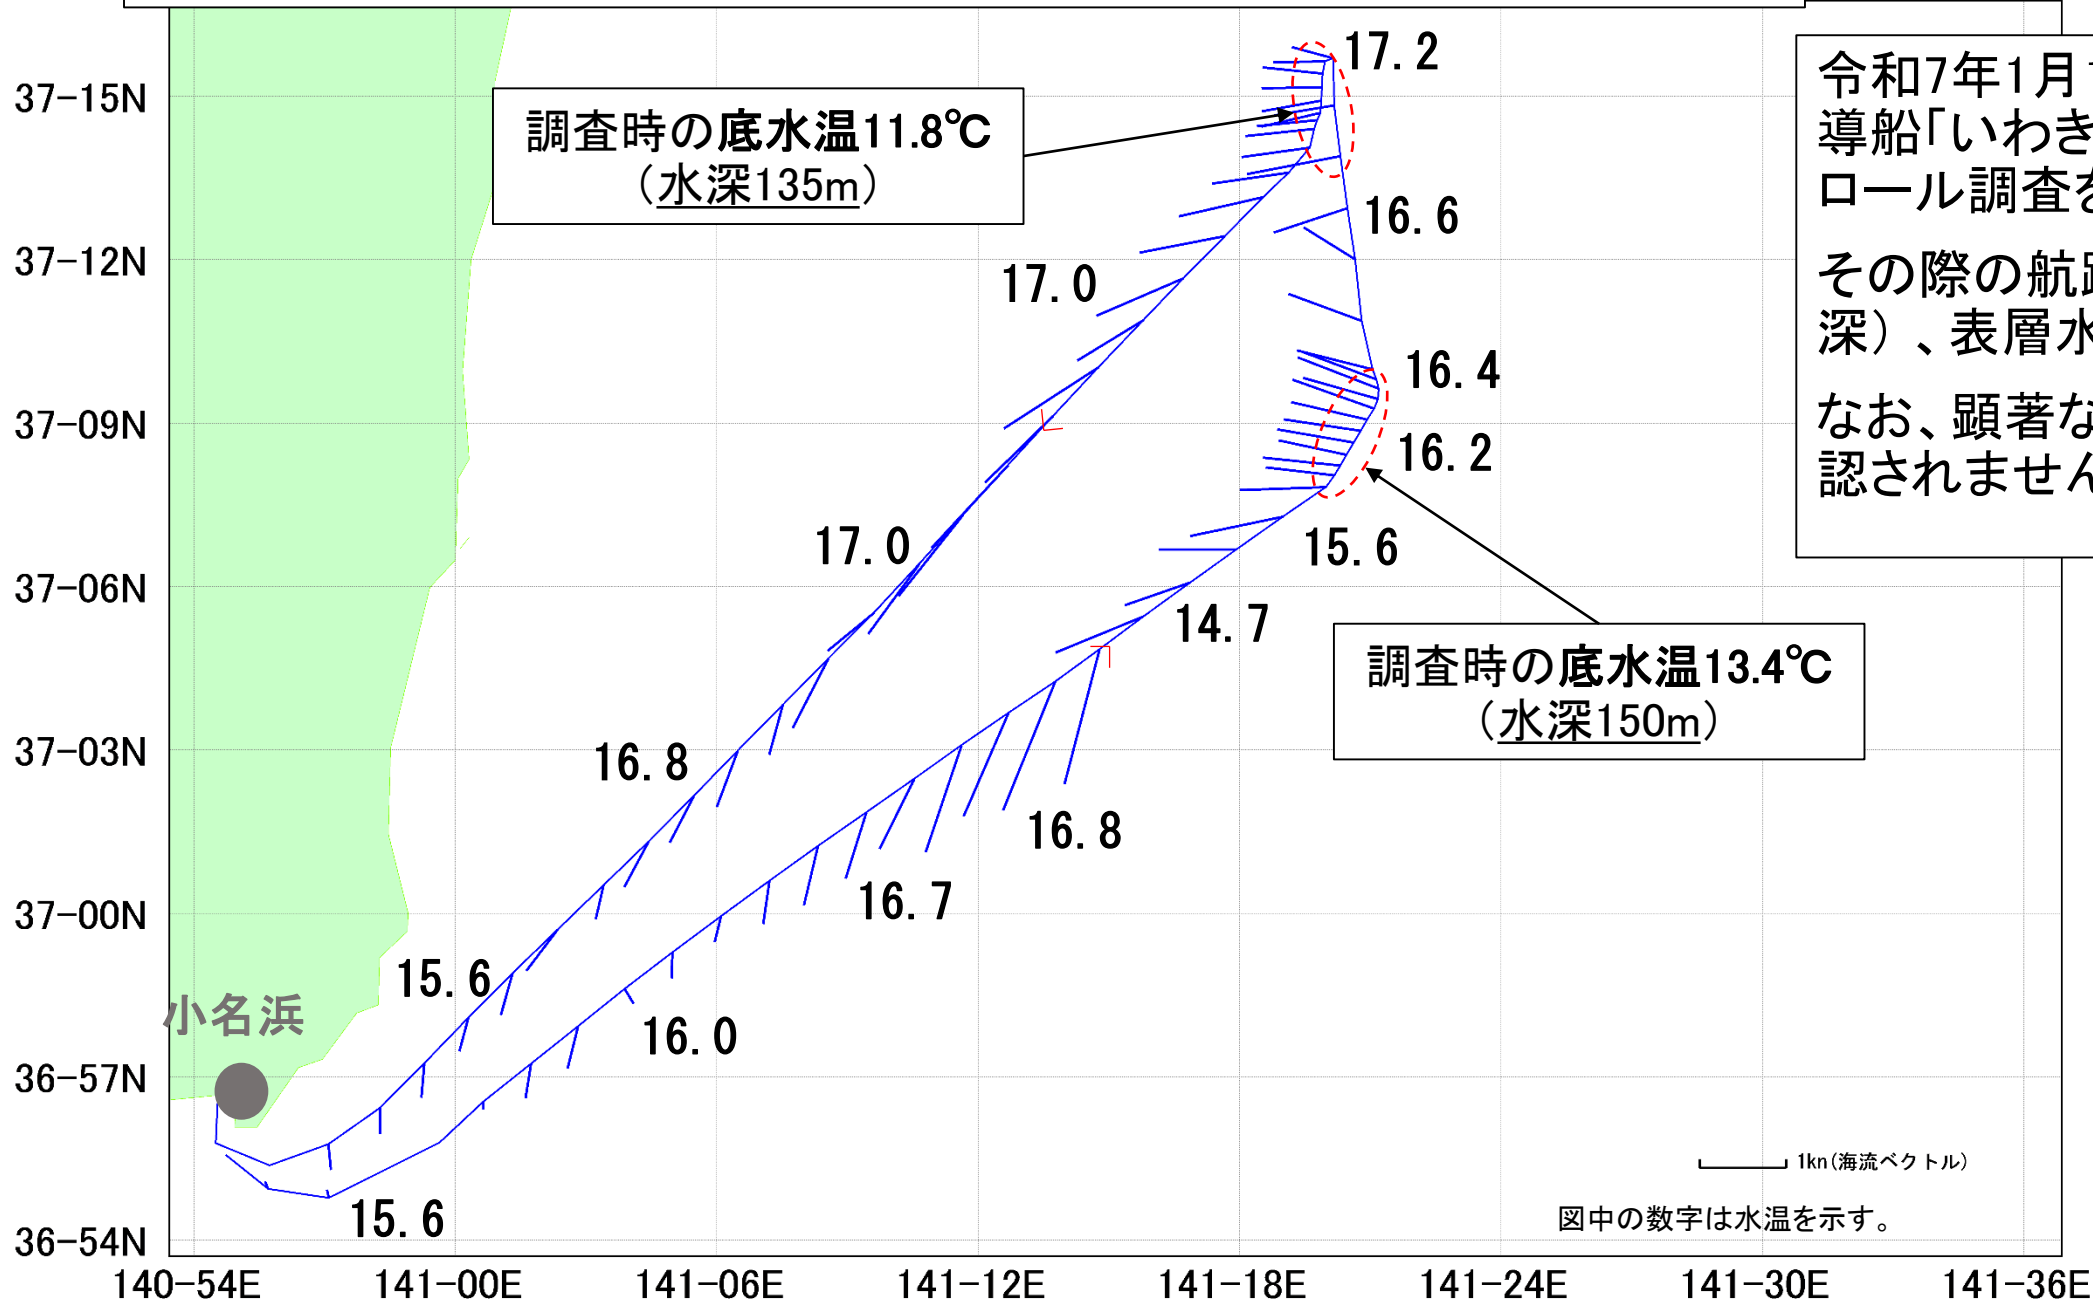 17.2
令和7年1月
37-15N
導船「いわき
調査時の底水温11.8℃
(水深135m)
ロール調査を
16.6
37-12N
その際の航跡
17.0
深)、表層水
16.4
なお、顕著な
37-09N
16.2
認されません
17.0
15.6
37-06N
14.7
調査時の底水温13.4℃
(水深150m)
37-03N
16.8
16.8
16.7
37-00N
15.6
小名浜
16.0
36-57N
1kn(海流ベクトル)
15.6
図中の数字は水温を示す。
36-54N
140-54E 141-00E 141-06E 141-12E 141-18E 141-24E 141-30E 141-36E